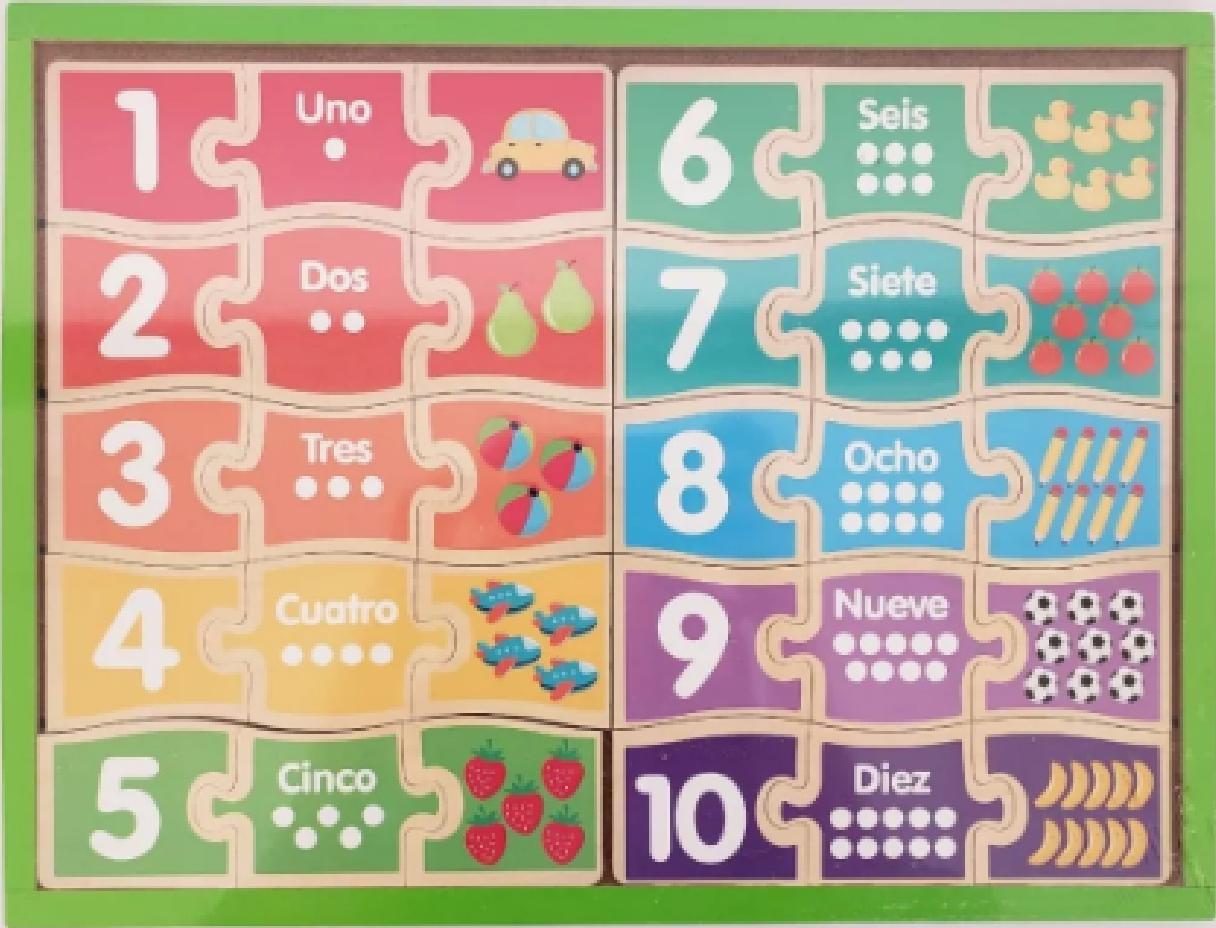 1 Uno
2 Dos
3 Tres
4 Cuatro
5 Cinco
6 Seis
7 Siete
8 Ocho
9 Nueve
10 Diez